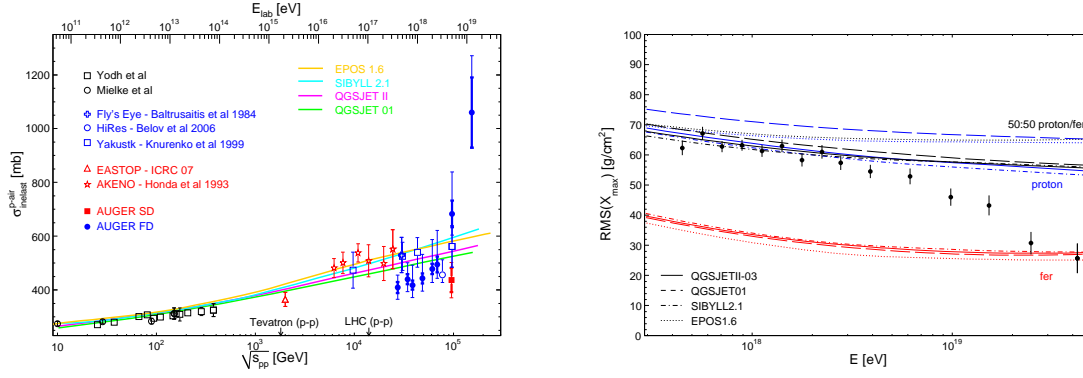 E_lab [eV]
10^11 10^12 10^13 10^14 10^15 10^16 10^17 10^18 10^19
σ^p-air_inelast [mb]
1200
1000
800
600
400
Yodh et al
Mielke et al
Fly's Eye - Baltrusaitis et al 1984
HiRes - Belov et al 2006
Yakustk - Knurenko et al 1999
EASTOP - ICRC 07
AKENO - Honda et al 1993
AUGER SD
AUGER FD
EPOS 1.6
SIBYLL 2.1
QGSJET II
QGSJET 01
Tevatron (p-p) LHC (p-p)
10 10^2 10^3 10^4 10^5
√s_pp [GeV]
RMS(X_max) [g/cm^2]
100
90
80
70
60
50
40
30
20
10
0
50:50 proton/fer
proton
fer
QGSJETII-03
QGSJET01
SIBYLL2.1
EPOS1.6
10^18 10^19
E [eV]